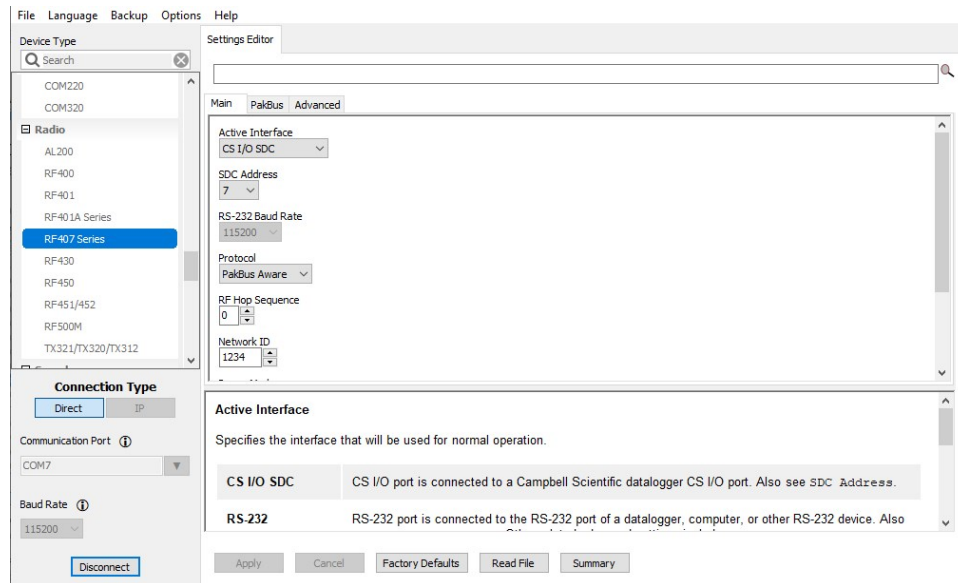 File Language Backup Options Help
Device Type
Search
COM220
COM320
Radio
AL200
RF400
RF401
RF401A Series
RF407 Series
RF430
RF450
RF451/452
RF500M
TX321/TX320/TX312
Connection Type
Direct IP
Communication Port
COM7
Baud Rate
115200
Disconnect
Settings Editor
Main PakBus Advanced
Active Interface
CS I/O SDC
SDC Address
7
RS-232 Baud Rate
115200
Protocol
PakBus Aware
RF Hop Sequence
0
Network ID
1234
Active Interface
Specifies the interface that will be used for normal operation.
CS I/O SDC CS I/O port is connected to a Campbell Scientific datalogger CS I/O port. Also see SDC Address.
RS-232 RS-232 port is connected to the RS-232 port of a datalogger, computer, or other RS-232 device. Also
Apply Cancel Factory Defaults Read File Summary